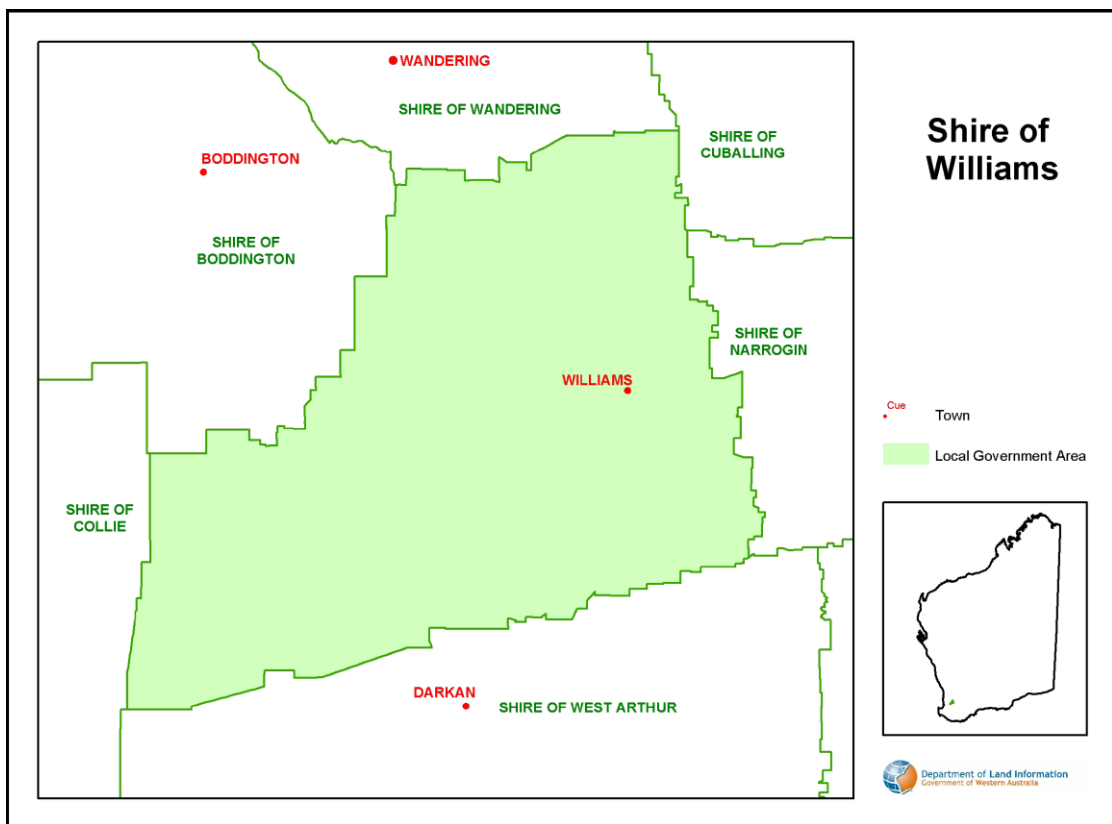 WANDERING
SHIRE OF WANDERING
SHIRE OF
CUBALLING
BODDINGTON
SHIRE OF
BODDINGTON
SHIRE OF
NARROGIN
WILLIAMS
SHIRE OF
COLLIE
DARKAN
SHIRE OF WEST ARTHUR
Shire of
Williams
Cue
Town
Local Government Area
Department of Land Information
Government of Western Australia